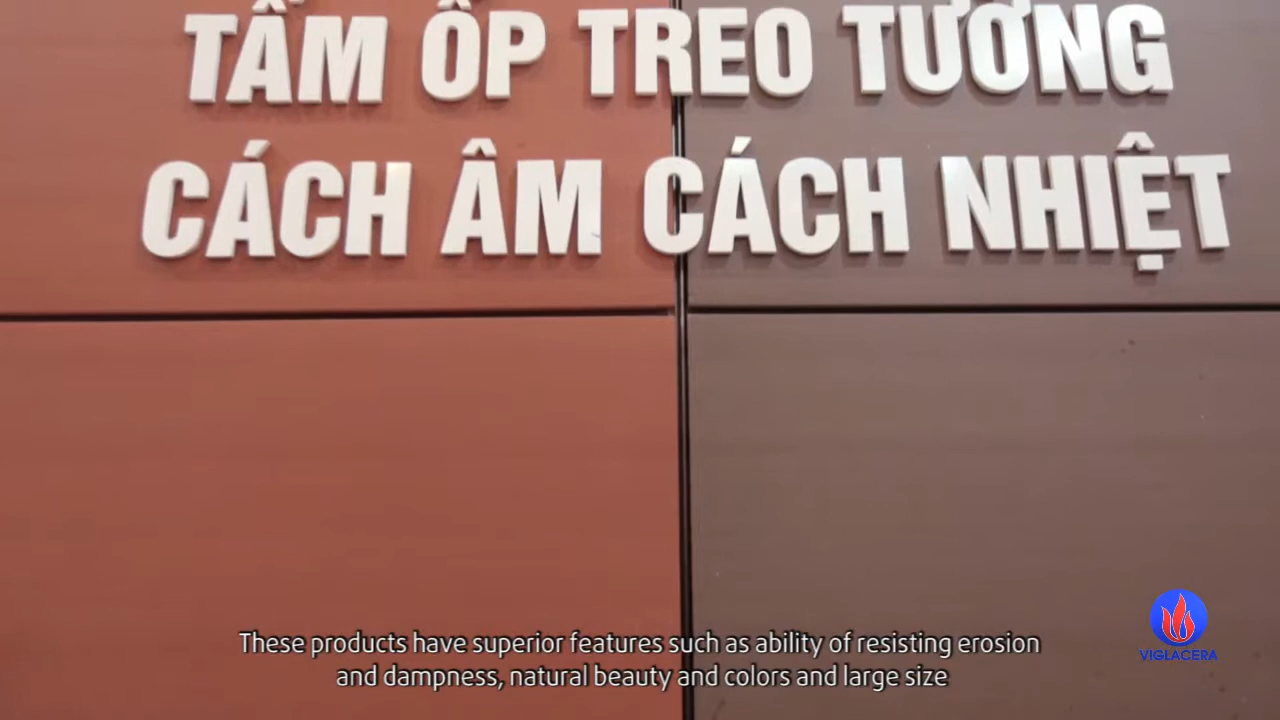 TẤM ỐP TREO TƯỜNG
CÁCH ÂM CÁCH NHIỆT
These products have superior features such as ability of resisting erosion
and dampness, natural beauty and colors and large size
VIGLACERA